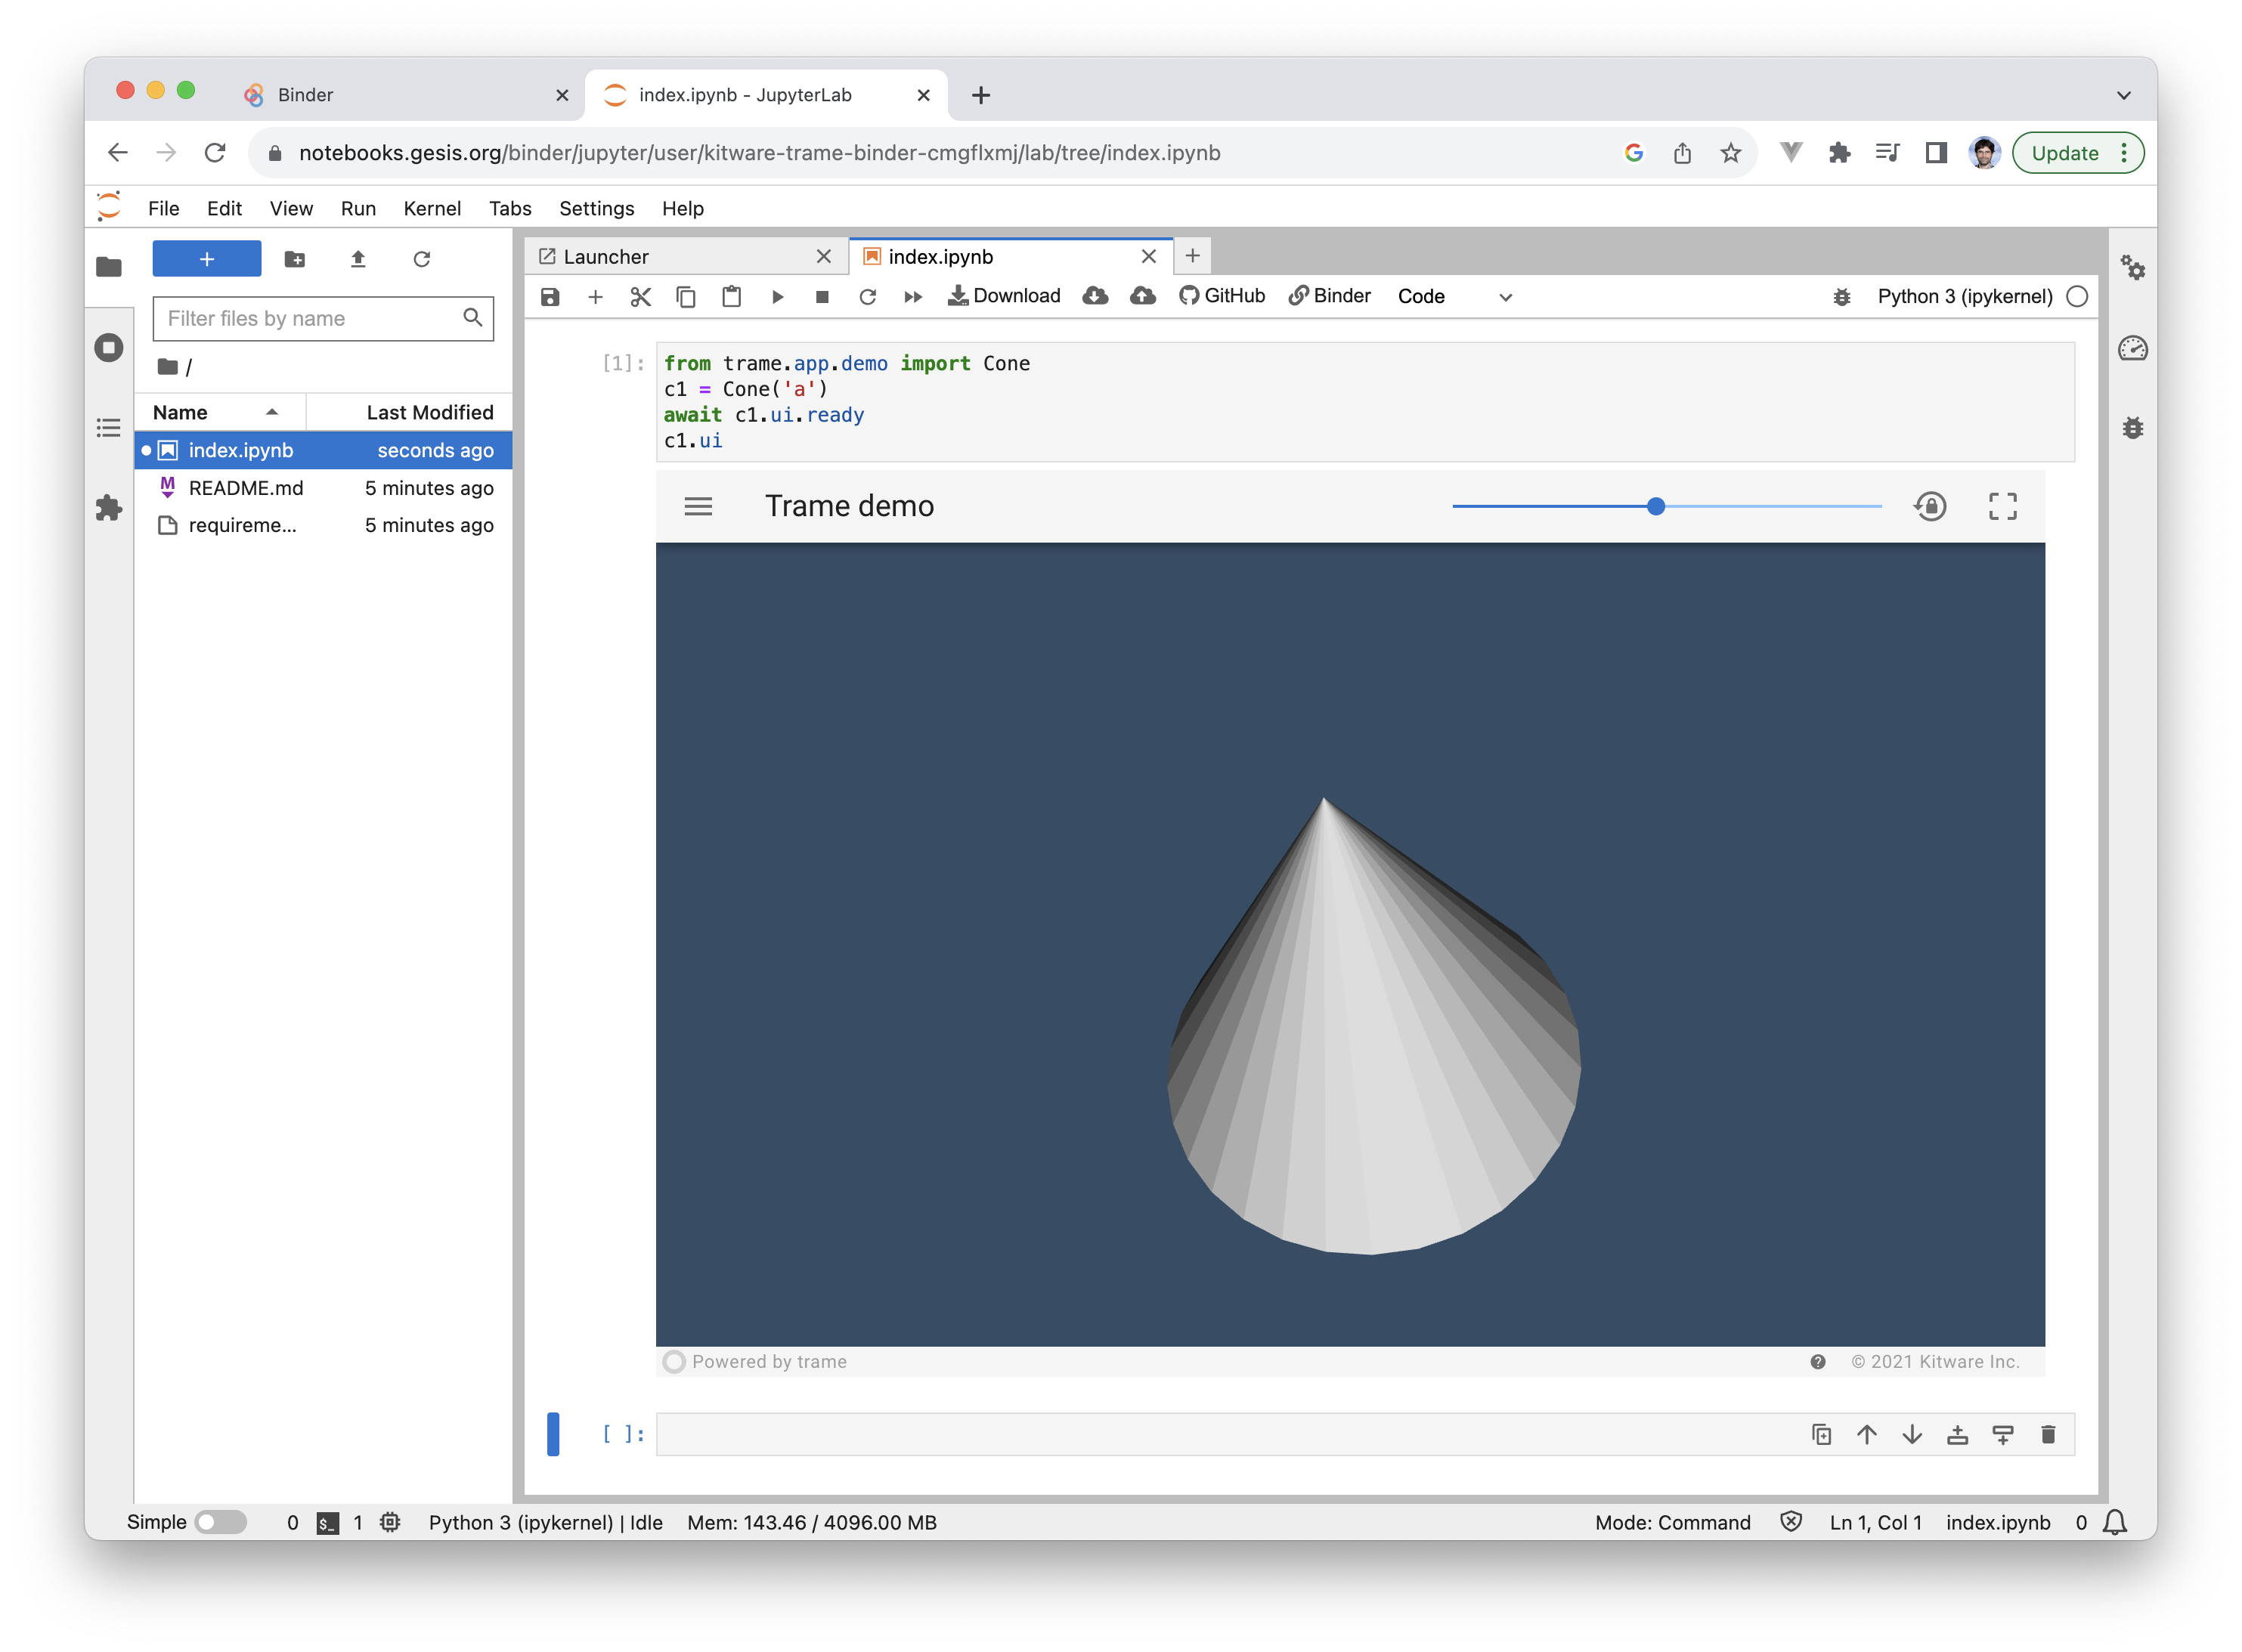 Binder
index.ipynb - JupyterLab
notebooks.gesis.org/binder/jupyter/user/kitware-trame-binder-cmgflxmj/lab/tree/index.ipynb
Update
File Edit View Run Kernel Tabs Settings Help
Filter files by name
/
Name Last Modified
index.ipynb seconds ago
README.md 5 minutes ago
requireme... 5 minutes ago
Launcher
index.ipynb
Download GitHub Binder Code Python 3 (ipykernel)
[1]:
from trame.app.demo import Cone
c1 = Cone('a')
await c1.ui.ready
c1.ui
Trame demo
Powered by trame
© 2021 Kitware Inc.
[ ]:
Simple 0 $_ 1 Python 3 (ipykernel) | Idle Mem: 143.46 / 4096.00 MB Mode: Command Ln 1, Col 1 index.ipynb 0